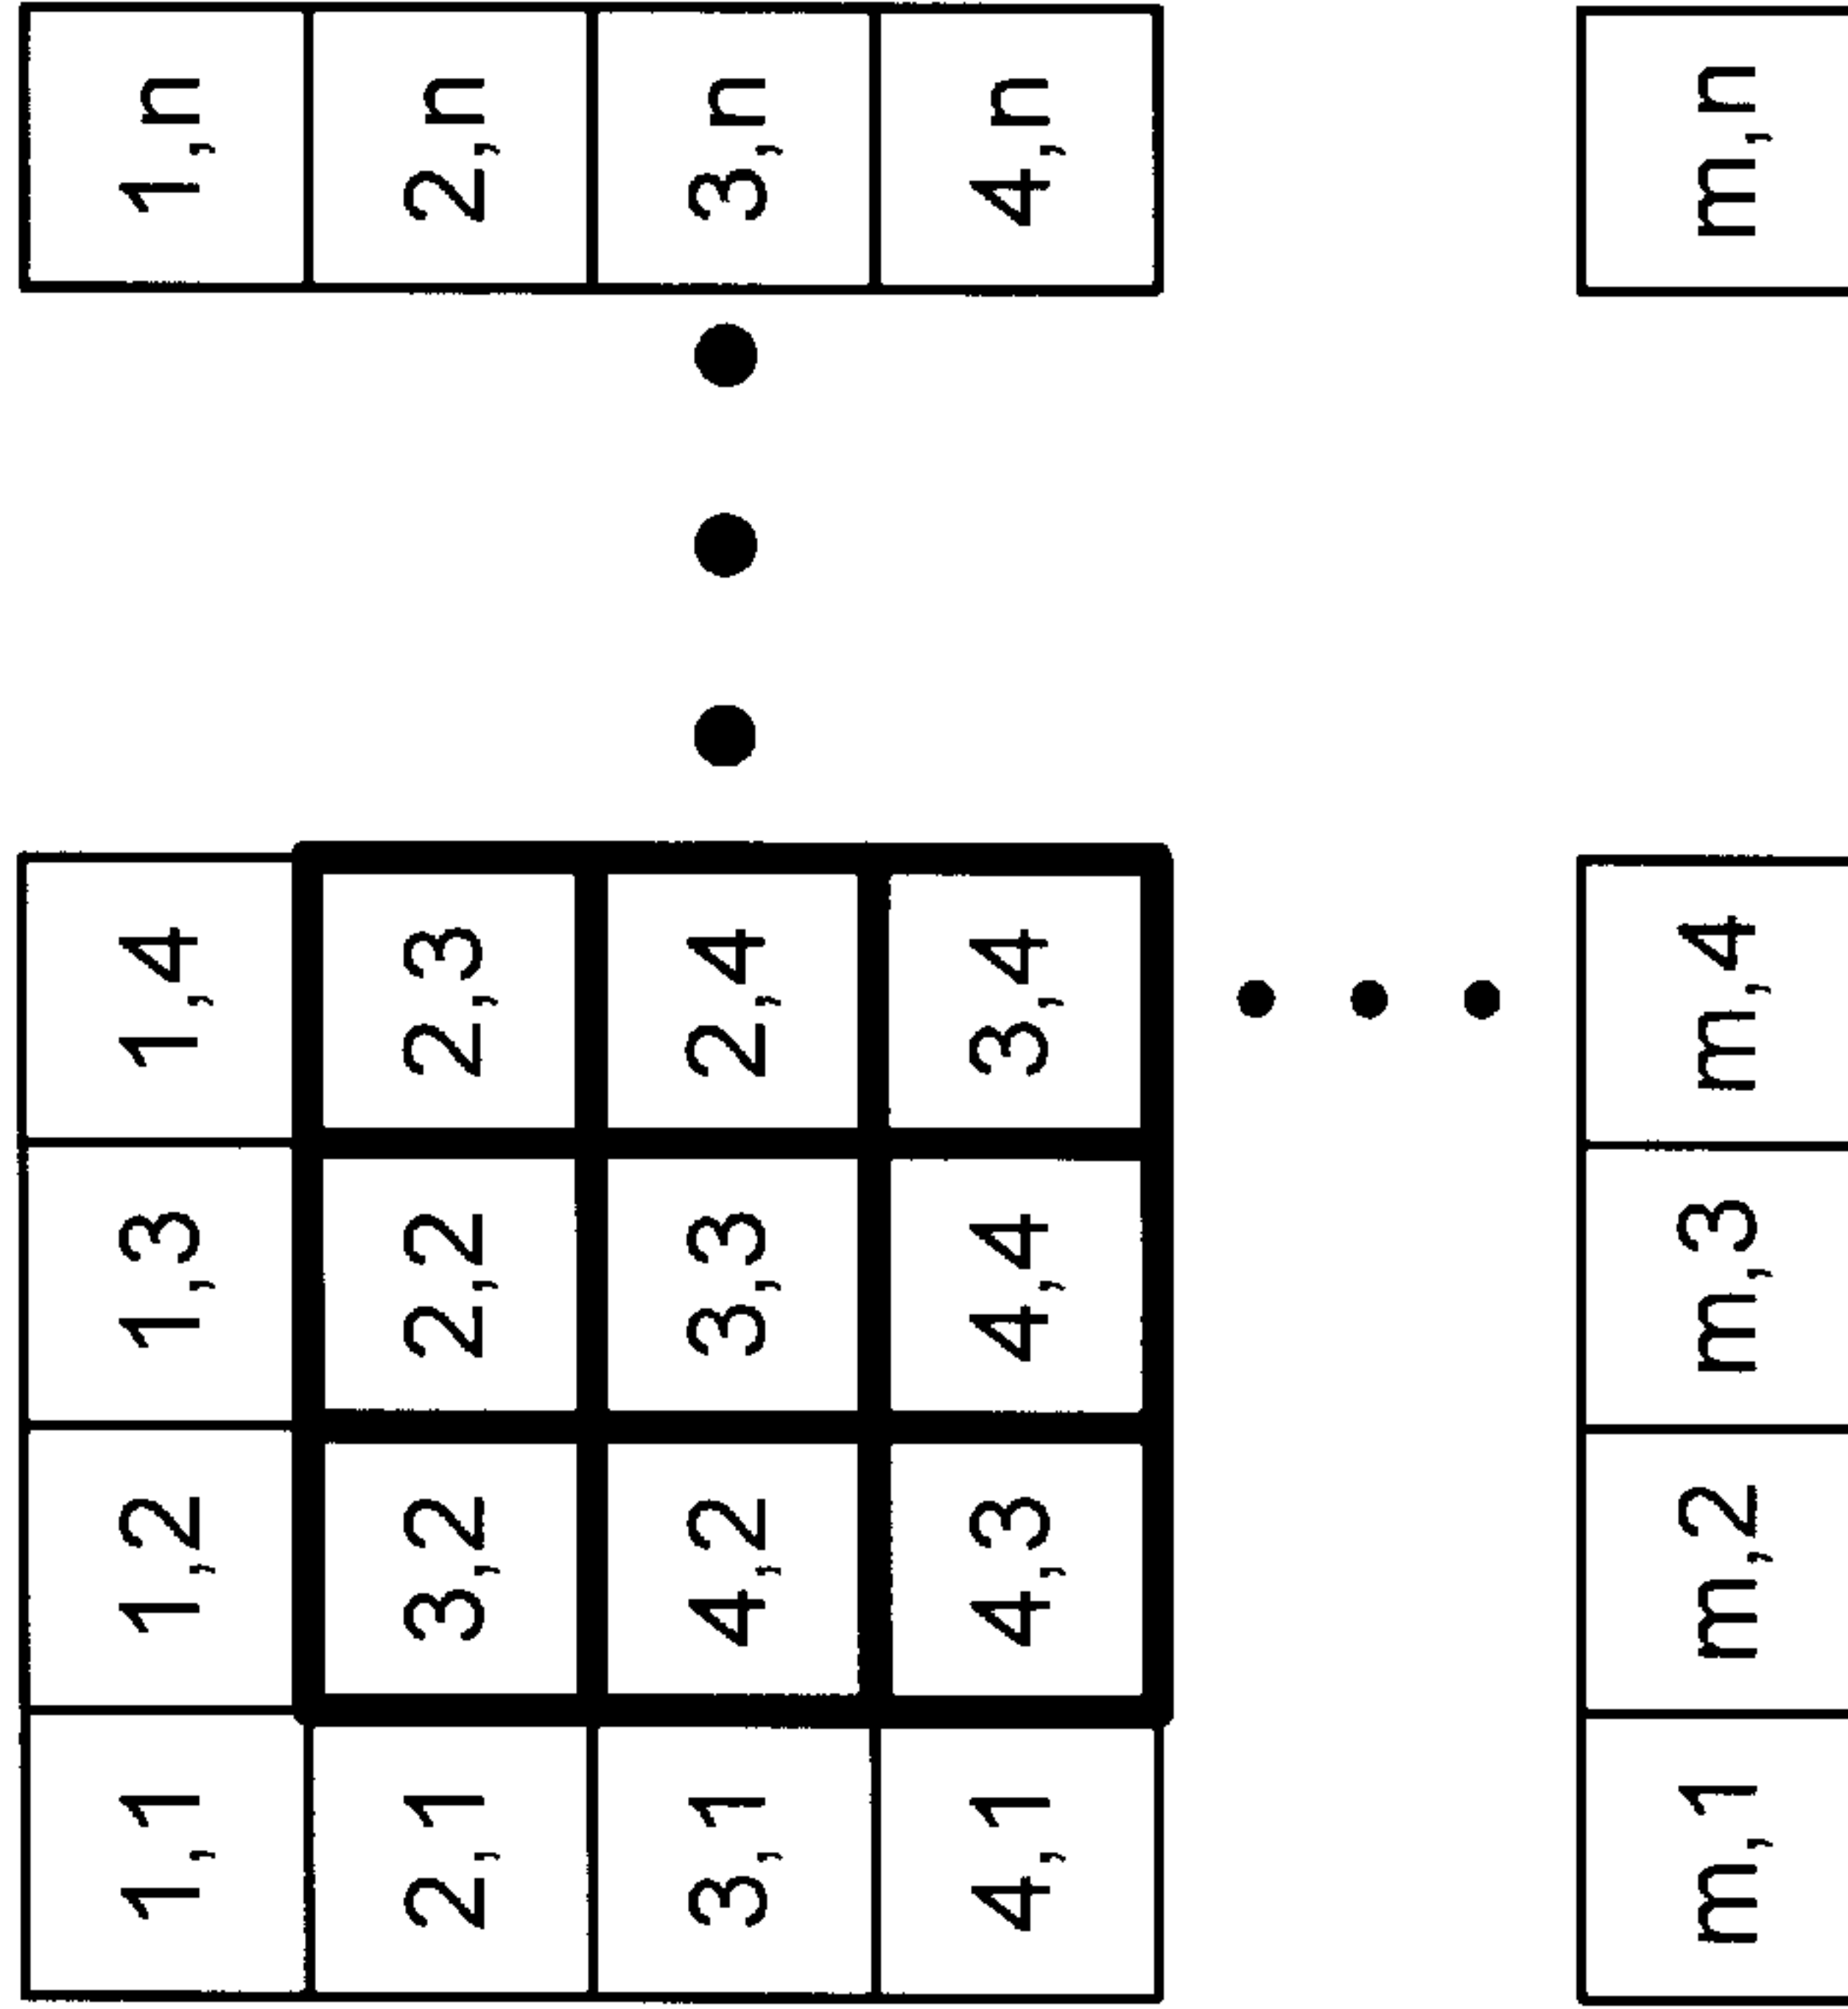 1,1 1,2 1,3 1,4 1,n
2,1 3,2 2,2 2,3 2,n
3,1 4,2 3,3 2,4 3,n
4,1 4,3 4,4 3,4 4,n
m,1 m,2 m,3 m,4 m,n